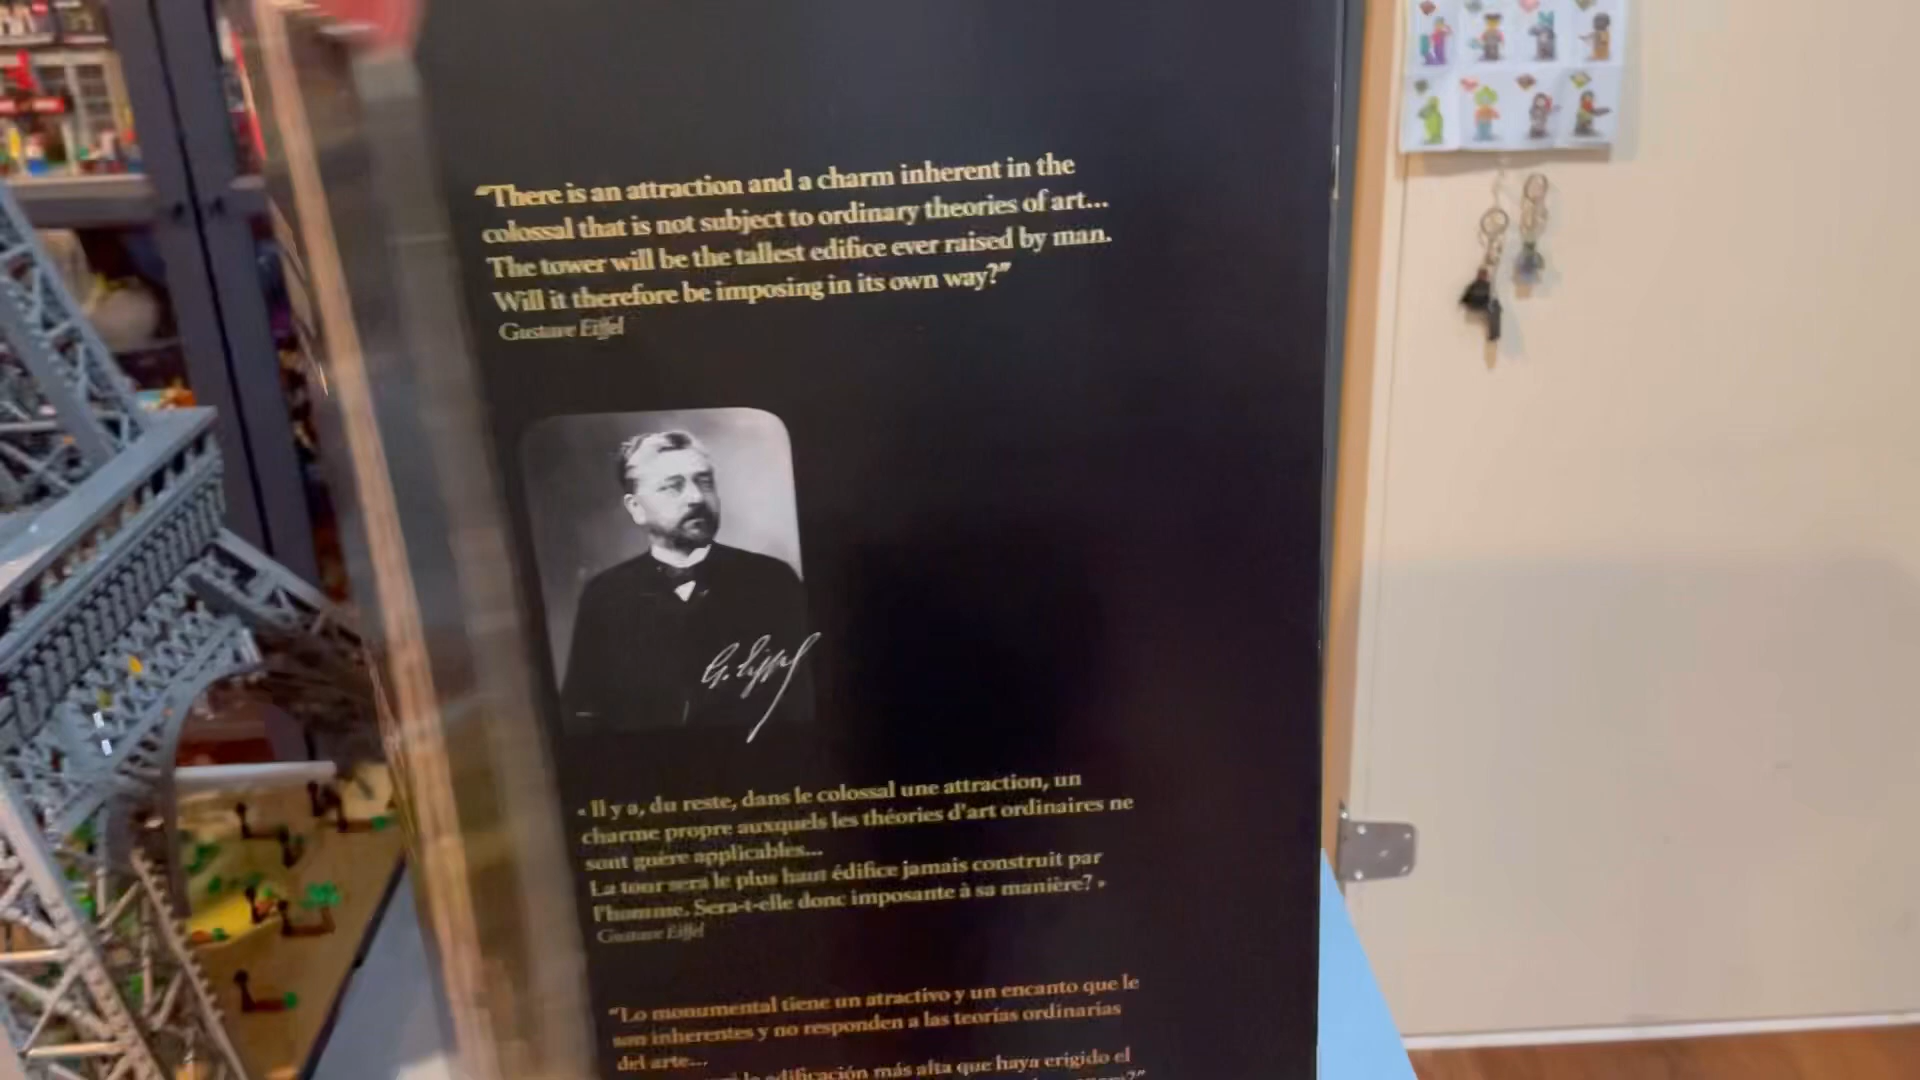 “There is an attraction and a charm inherent in the
colossal that is not subject to ordinary theories of art...
The tower will be the tallest edifice ever raised by man.
Will it therefore be imposing in its own way?”
Gustave Eiffel
G. Eiffel
« Il y a, du reste, dans le colossal une attraction, un
charme propre auxquels les théories d'art ordinaires ne
sont guère applicables...
La tour sera le plus haut édifice jamais construit par
l'homme. Sera-t-elle donc imposante à sa manière? »
Gustave Eiffel
“Lo monumental tiene un atractivo y un encanto que le
son inherentes y no responden a las teorías ordinarias
del arte...
la edificación más alta que haya erigido el